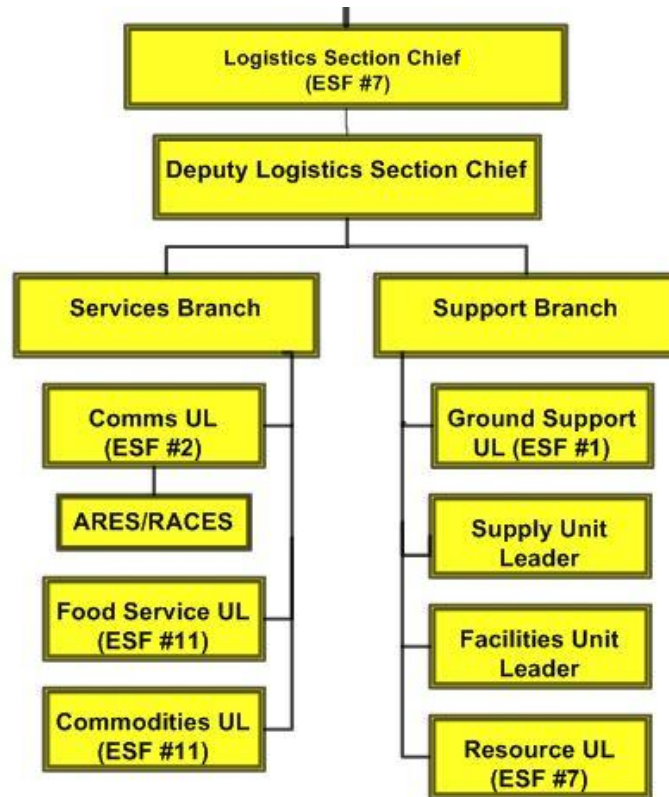 Logistics Section Chief
(ESF #7)
Deputy Logistics Section Chief
Services Branch
Support Branch
Comms UL
(ESF #2)
ARES/RACES
Food Service UL
(ESF #11)
Commodities UL
(ESF #11)
Ground Support
UL (ESF #1)
Supply Unit
Leader
Facilities Unit
Leader
Resource UL
(ESF #7)